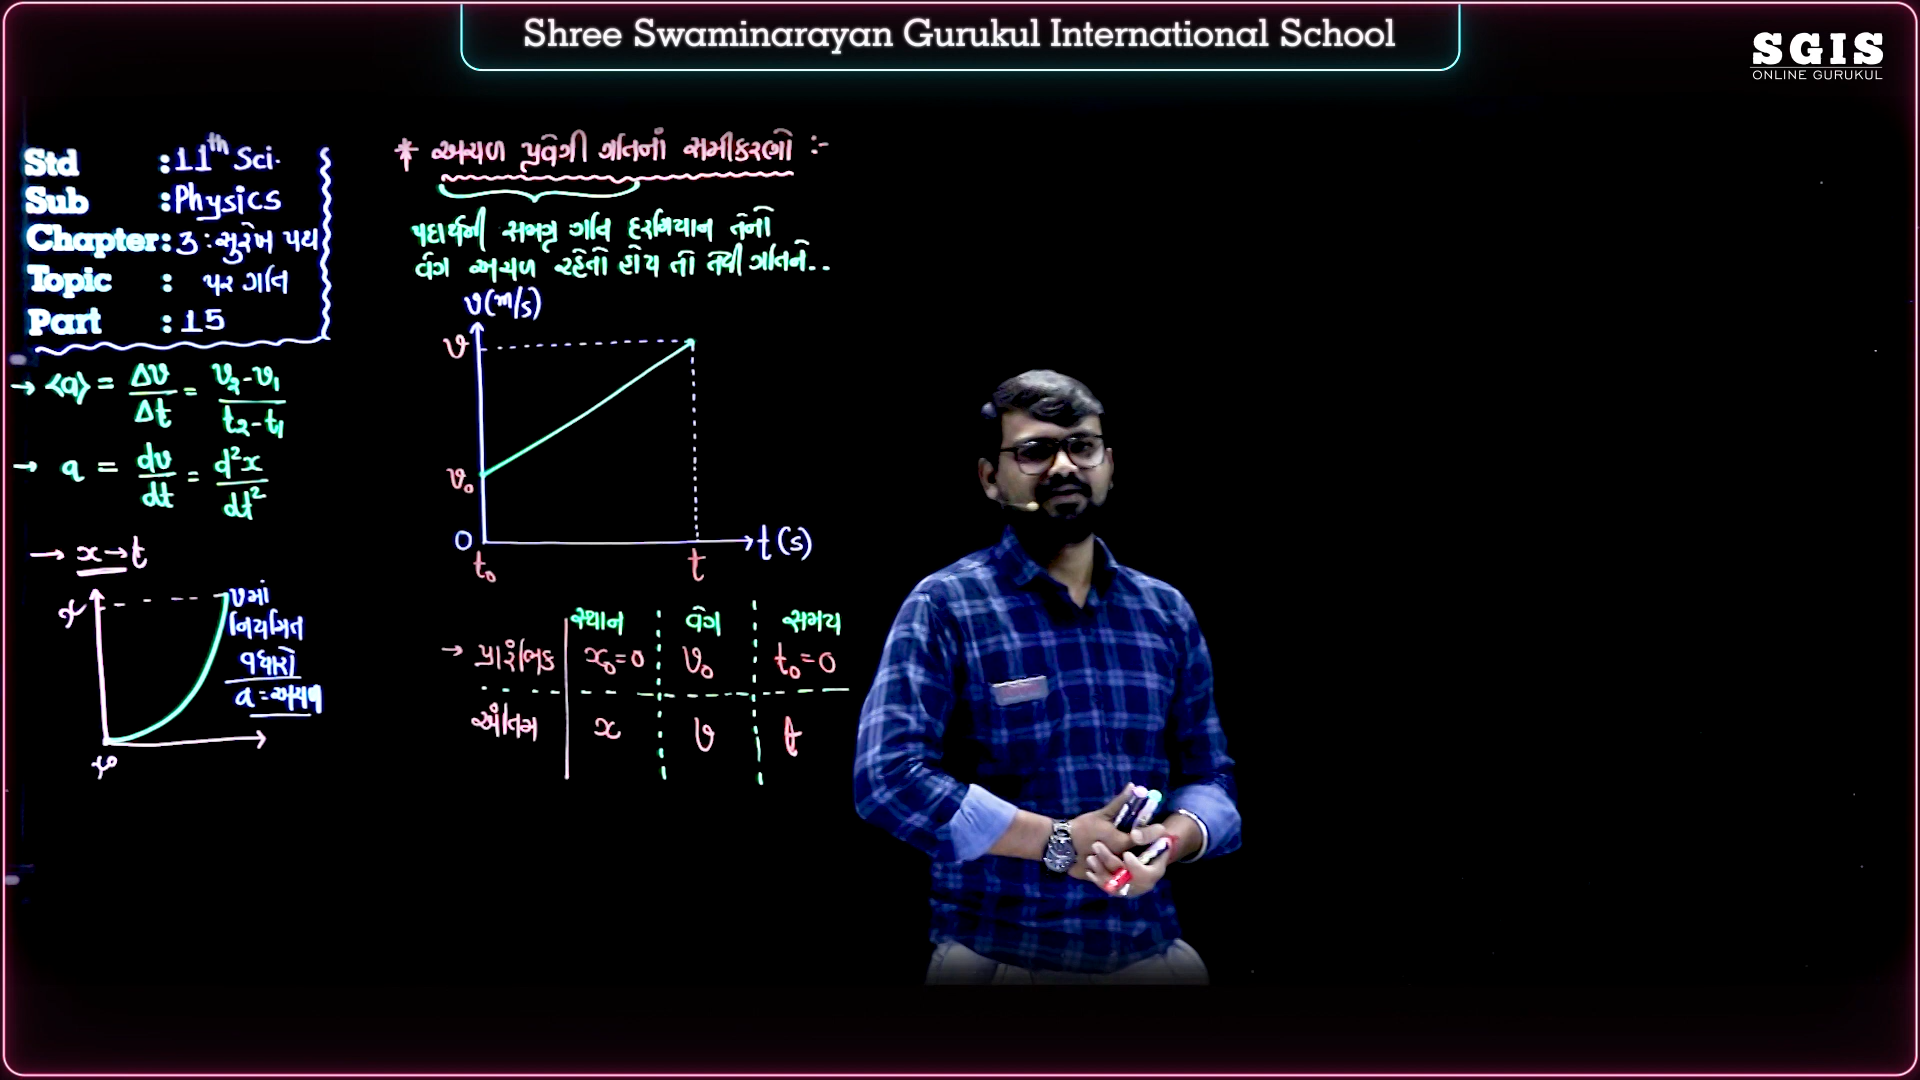 Shree Swaminarayan Gurukul International School
SGIS
ONLINE GURUKUL
Std : 11th Sci.
Sub : Physics
Chapter : 3 : સુરેખ પથ
Topic : પર ગતિ
Part : 15
→ <a> = Δv/Δt = v₂-v₁/t₂-t₁
→ a = dv/dt = d²x/dt²
→ x→t
x
vમાં
નિયમિત
વધારો
a = અચળ
* અચળ પ્રવેગી ગતિનાં સમીકરણો :-
પદાર્થની સમગ્ર ગતિ દરમિયાન તેનો
વેગ અચળ રહેતો હોય તો તેવી ગતિને..
v(m/s)
v
v₀
0
t(s)
t₀ t
સ્થાન વેગ સમય
→ પ્રારંભિક x₀=0 v₀ t₀=0
અંતિમ x v t